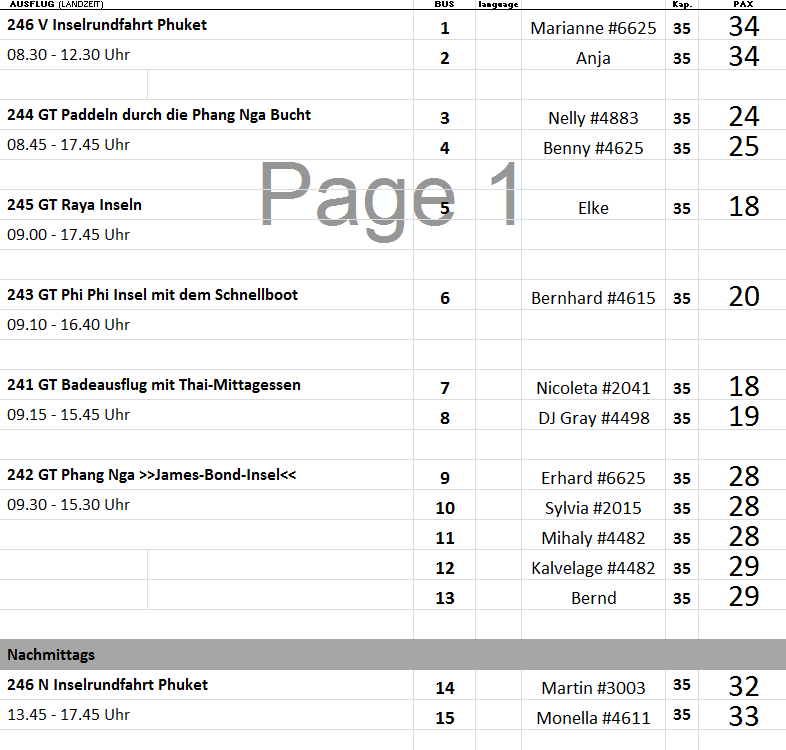 AUSFLUG (LANDZEIT) BUS language Kap. PAX
246 V Inselrundfahrt Phuket 1 Marianne #6625 35 34
08.30 - 12.30 Uhr 2 Anja 35 34
244 GT Paddeln durch die Phang Nga Bucht 3 Nelly #4883 35 24
08.45 - 17.45 Uhr 4 Benny #4625 35 25
Page 1
245 GT Raya Inseln 5 Elke 35 18
09.00 - 17.45 Uhr
243 GT Phi Phi Insel mit dem Schnellboot 6 Bernhard #4615 35 20
09.10 - 16.40 Uhr
241 GT Badeausflug mit Thai-Mittagessen 7 Nicoleta #2041 35 18
09.15 - 15.45 Uhr 8 DJ Gray #4498 35 19
242 GT Phang Nga >>James-Bond-Insel<< 9 Erhard #6625 35 28
09.30 - 15.30 Uhr 10 Sylvia #2015 35 28
11 Mihaly #4482 35 28
12 Kalvelage #4482 35 29
13 Bernd 35 29
Nachmittags
246 N Inselrundfahrt Phuket 14 Martin #3003 35 32
13.45 - 17.45 Uhr 15 Monella #4611 35 33